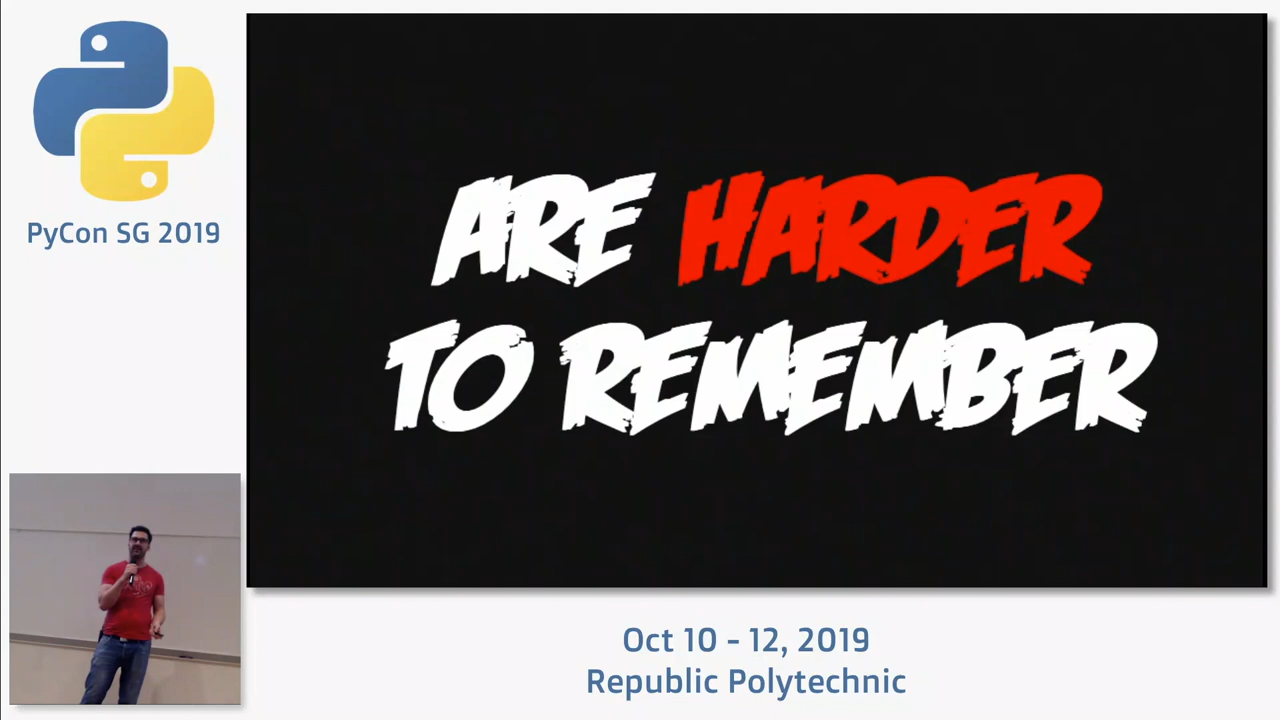 PyCon SG 2019
ARE HARDER
TO REMEMBER
Oct 10 - 12, 2019
Republic Polytechnic